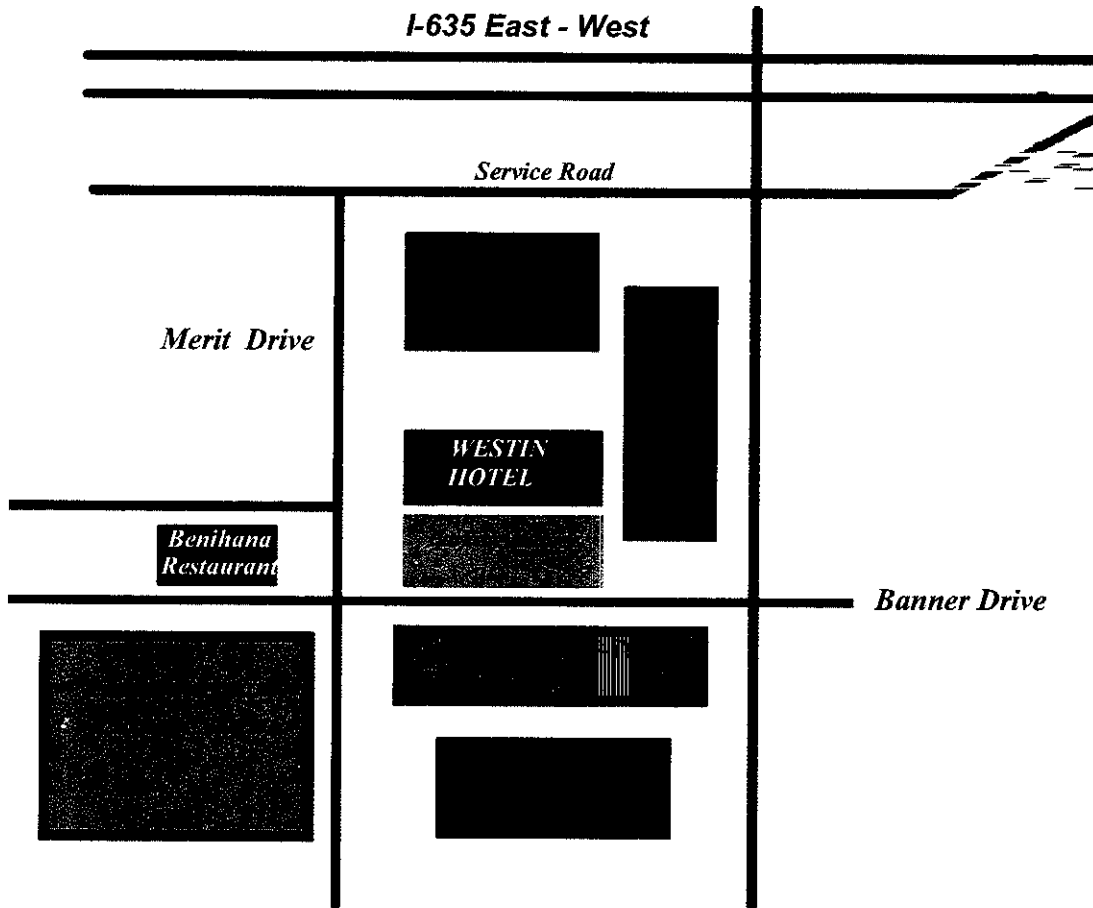 I-635 East - West
Service Road
Merit Drive
WESTIN
HOTEL
Benihana
Restaurant
Banner Drive